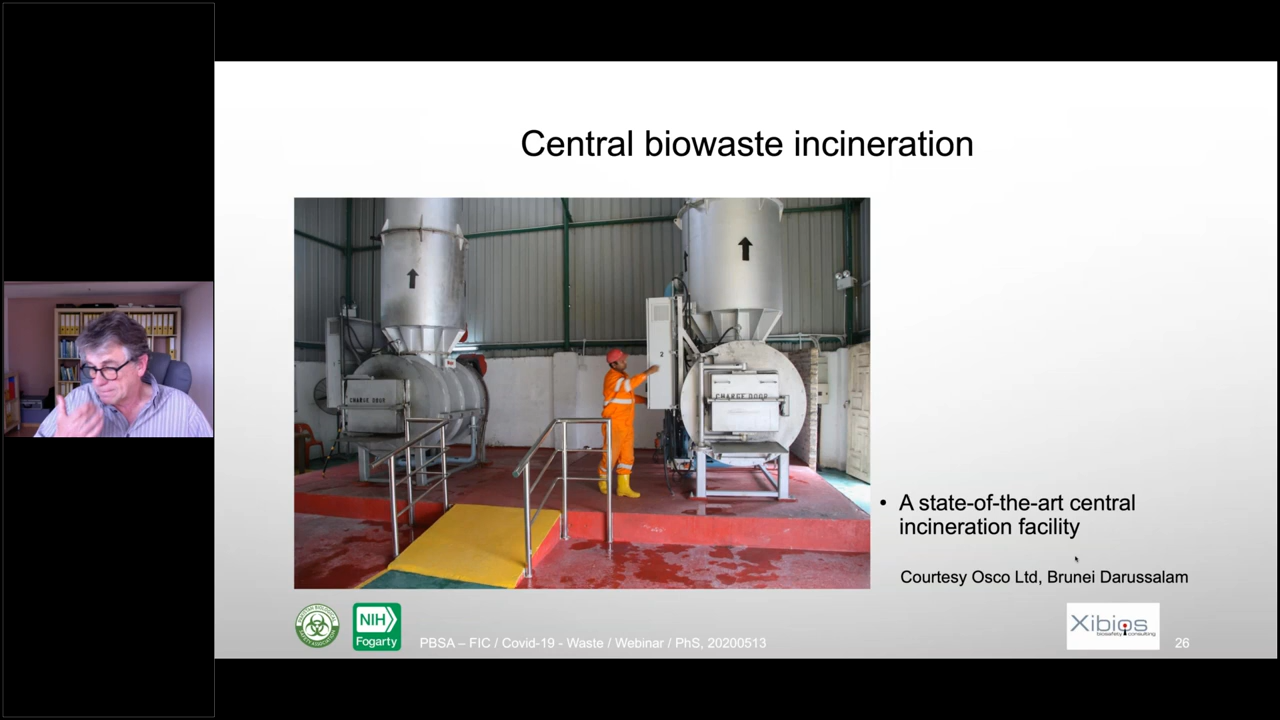 Central biowaste incineration
2
CHARGE DOOR
CHARGE DOOR
• A state-of-the-art central
incineration facility
Courtesy Osco Ltd, Brunei Darussalam
NIH
Fogarty
PBSA – FIC / Covid-19 - Waste / Webinar / PhS, 20200513
Xibios
biosafety consulting
26